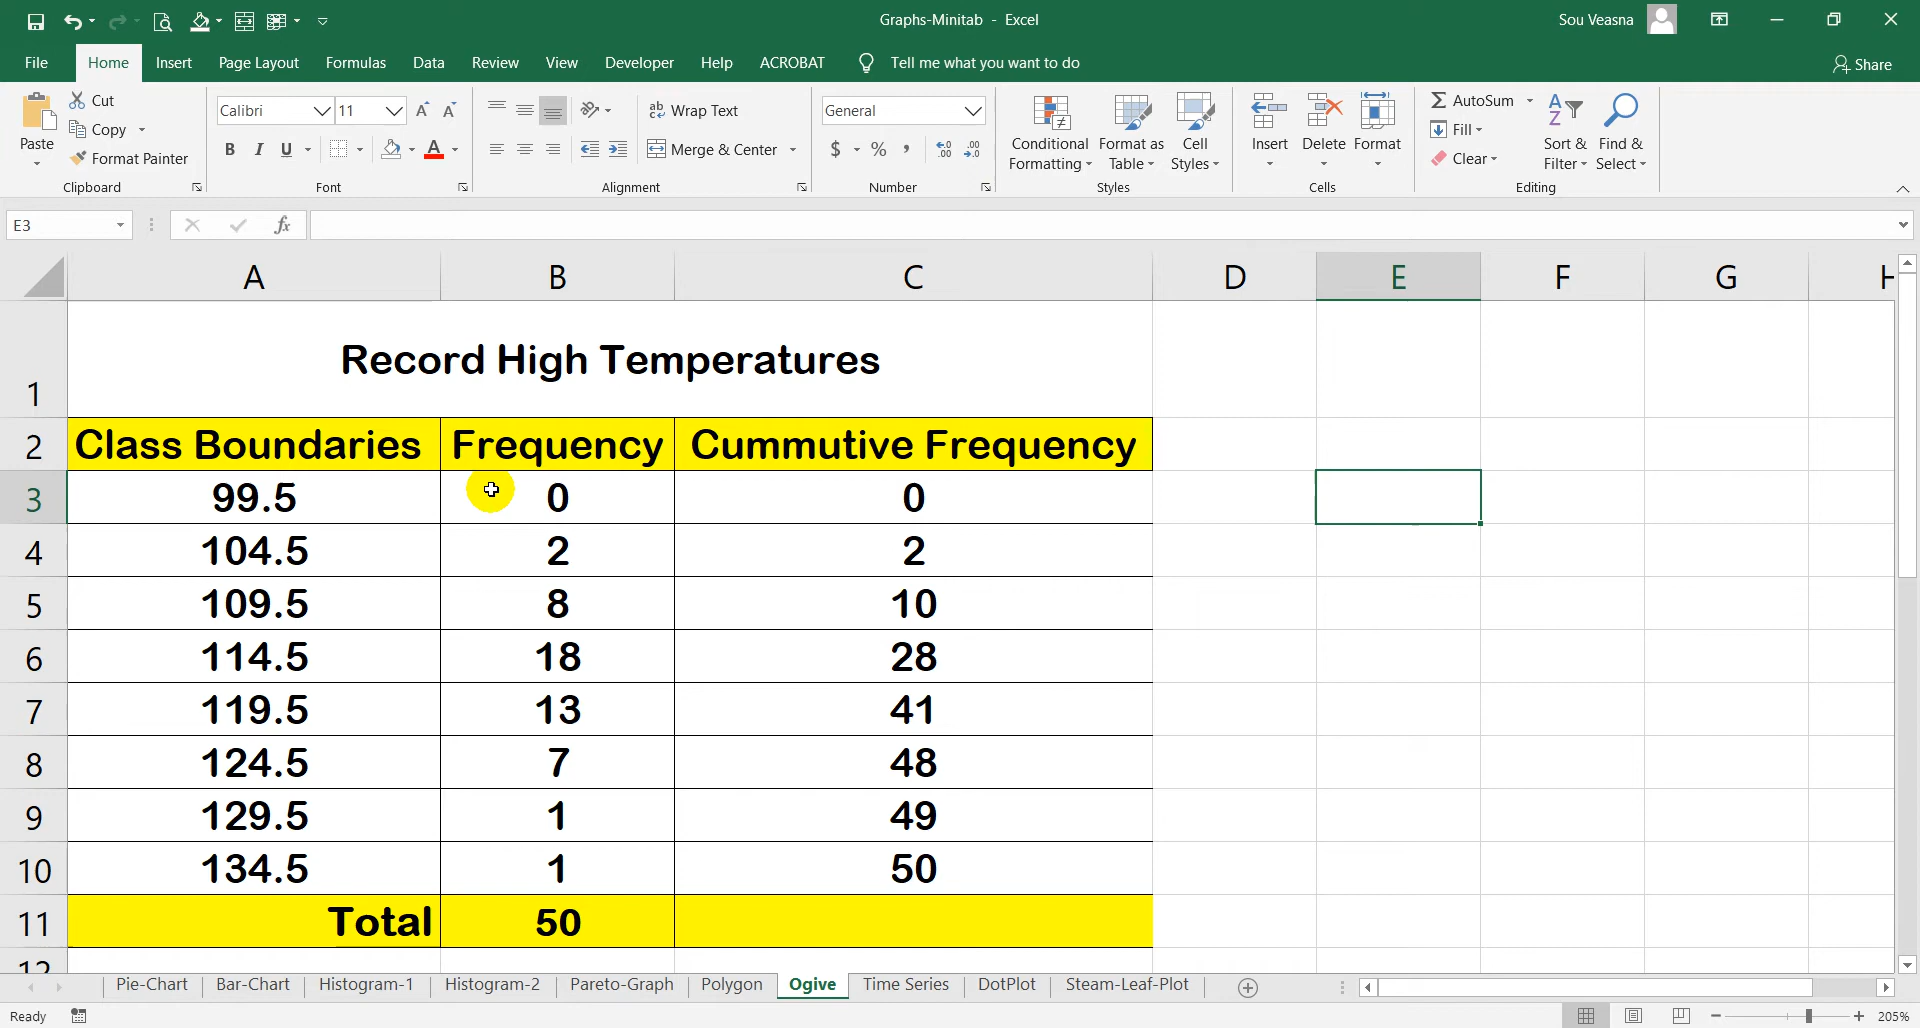 Graphs-Minitab - Excel
Sou Veasna
File Home Insert Page Layout Formulas Data Review View Developer Help ACROBAT Tell me what you want to do Share
Paste
Cut
Copy
Format Painter
Clipboard
Calibri 11
B I U
Font
Wrap Text
Merge & Center
Alignment
General
$ % ,
Number
Conditional Formatting
Format as Table
Cell Styles
Styles
Insert Delete Format
Cells
AutoSum
Fill
Clear
Sort & Filter
Find & Select
Editing
E3 fx
A B C D E F G H
1 Record High Temperatures
2 Class Boundaries Frequency Cummutive Frequency
3 99.5 0 0
4 104.5 2 2
5 109.5 8 10
6 114.5 18 28
7 119.5 13 41
8 124.5 7 48
9 129.5 1 49
10 134.5 1 50
11 Total 50
12
Pie-Chart Bar-Chart Histogram-1 Histogram-2 Pareto-Graph Polygon Ogive Time Series DotPlot Steam-Leaf-Plot
Ready 205%